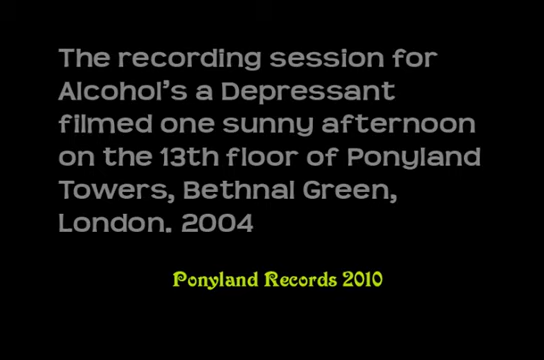 The recording session for
Alcohol's a Depressant
filmed one sunny afternoon
on the 13th floor of Ponyland
Towers, Bethnal Green,
London. 2004
Ponyland Records 2010